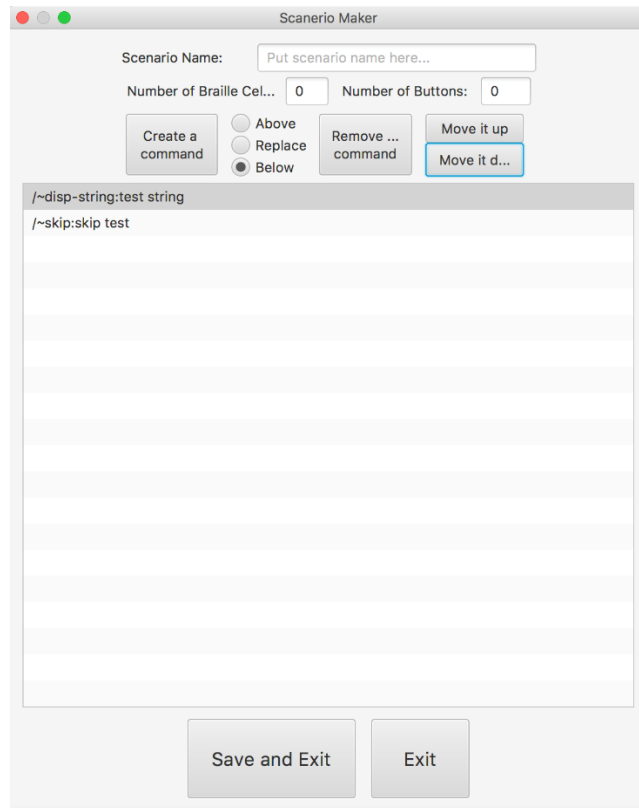 Scanerio Maker
Scenario Name: Put scenario name here...
Number of Braille Cel... 0 Number of Buttons: 0
Create a
command
Above
Replace
Below
Remove ...
command
Move it up
Move it d...
/~disp-string:test string
/~skip:skip test
Save and Exit Exit